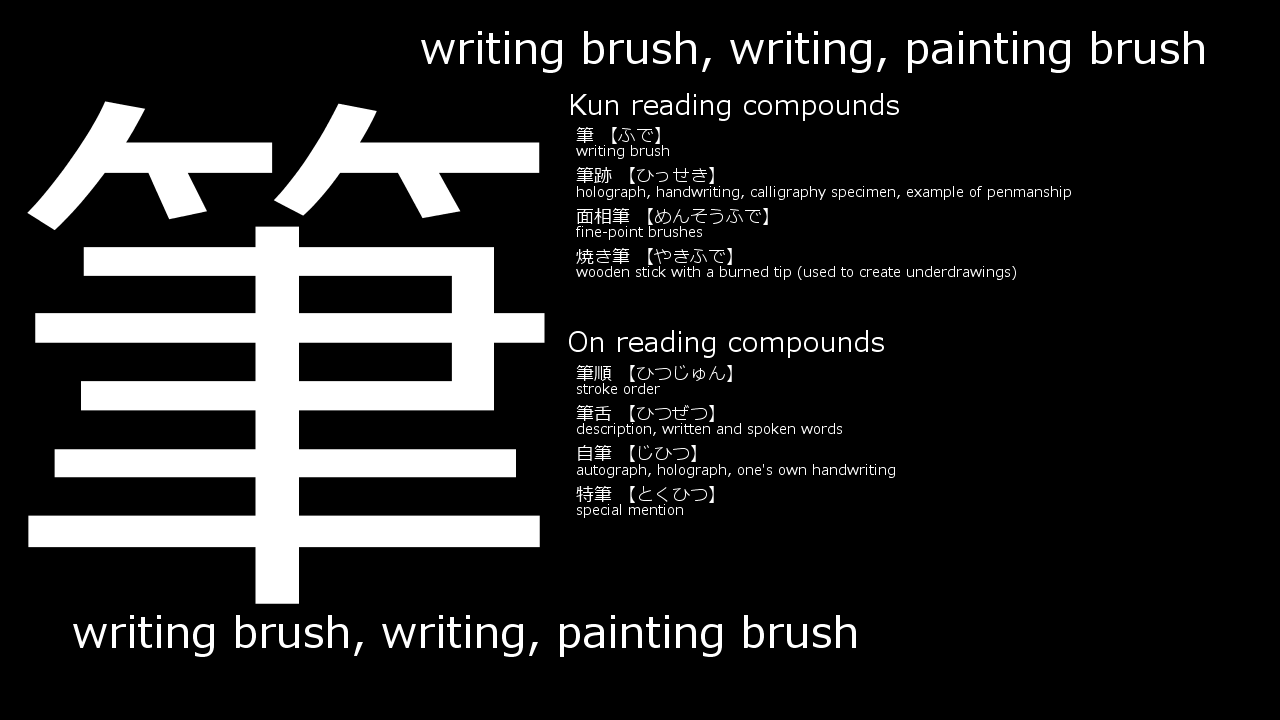 writing brush, writing, painting brush
筆
Kun reading compounds
筆 【ふで】
writing brush
筆跡 【ひっせき】
holograph, handwriting, calligraphy specimen, example of penmanship
面相筆 【めんそうふで】
fine-point brushes
焼き筆 【やきふで】
wooden stick with a burned tip (used to create underdrawings)
On reading compounds
筆順 【ひつじゅん】
stroke order
筆舌 【ひつぜつ】
description, written and spoken words
自筆 【じひつ】
autograph, holograph, one's own handwriting
特筆 【とくひつ】
special mention
writing brush, writing, painting brush